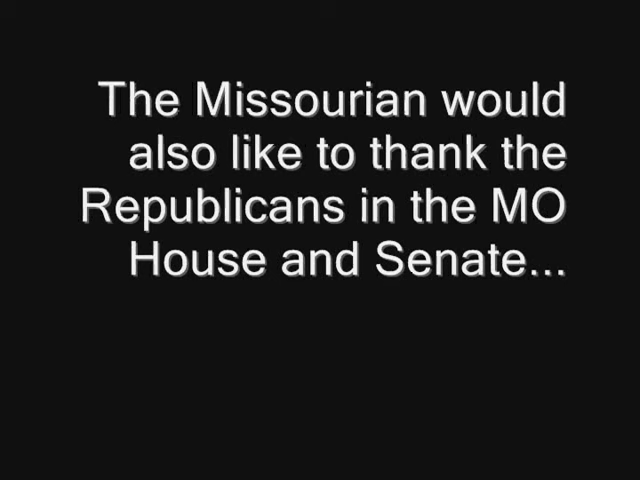 The Missourian would
also like to thank the
Republicans in the MO
House and Senate...